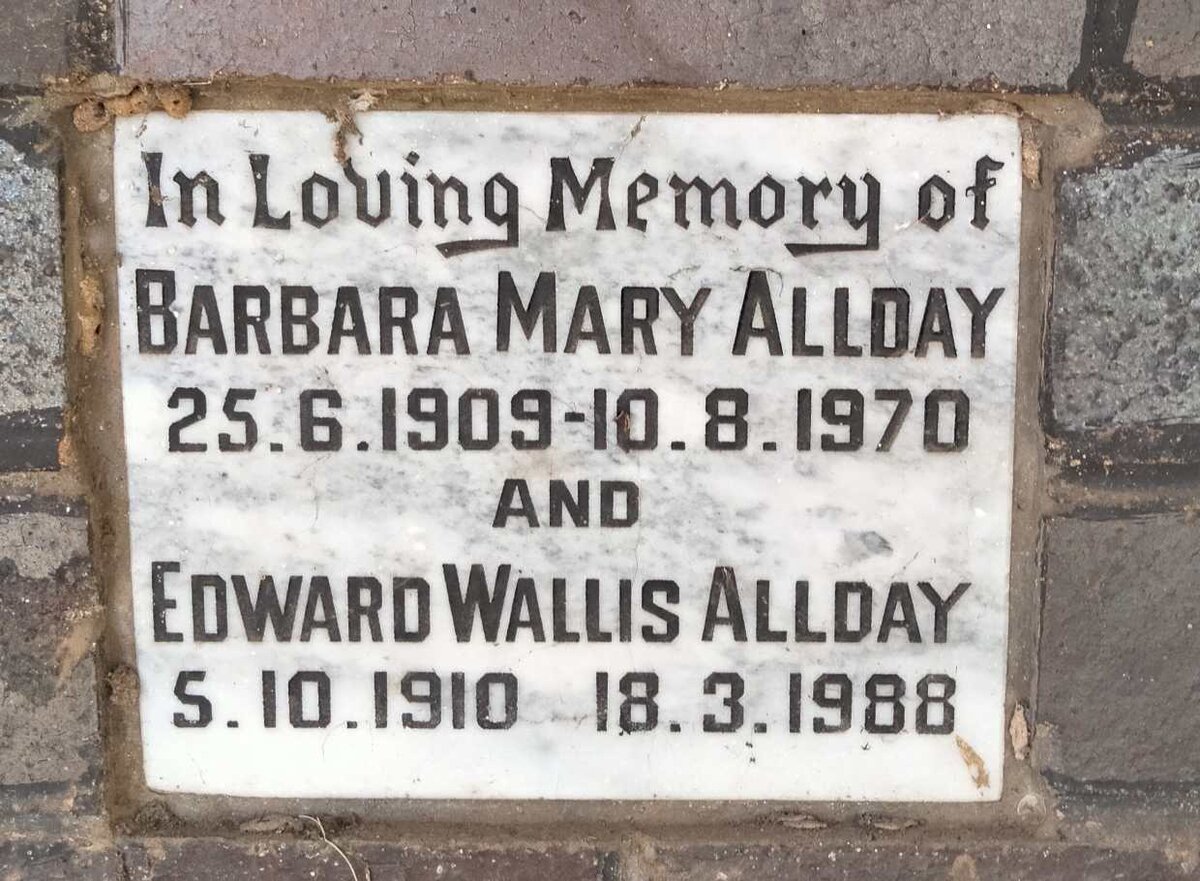 In Loving Memory of
BARBARA MARY ALLDAY
25.6.1909-10.8.1970
AND
EDWARD WALLIS ALLDAY
5.10.1910 18.3.1988